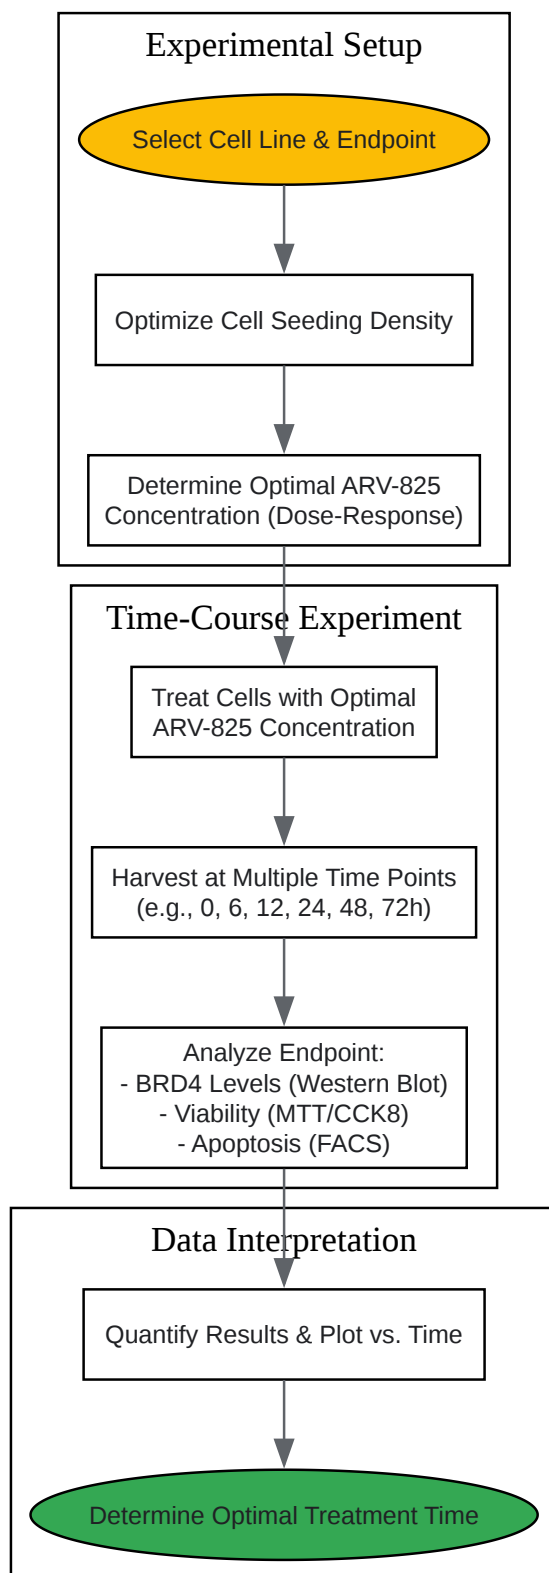 Experimental Setup
Select Cell Line & Endpoint
Optimize Cell Seeding Density
Determine Optimal ARV-825
Concentration (Dose-Response)
Time-Course Experiment
Treat Cells with Optimal
ARV-825 Concentration
Harvest at Multiple Time Points
(e.g., 0, 6, 12, 24, 48, 72h)
Analyze Endpoint:
- BRD4 Levels (Western Blot)
- Viability (MTT/CCK8)
- Apoptosis (FACS)
Data Interpretation
Quantify Results & Plot vs. Time
Determine Optimal Treatment Time